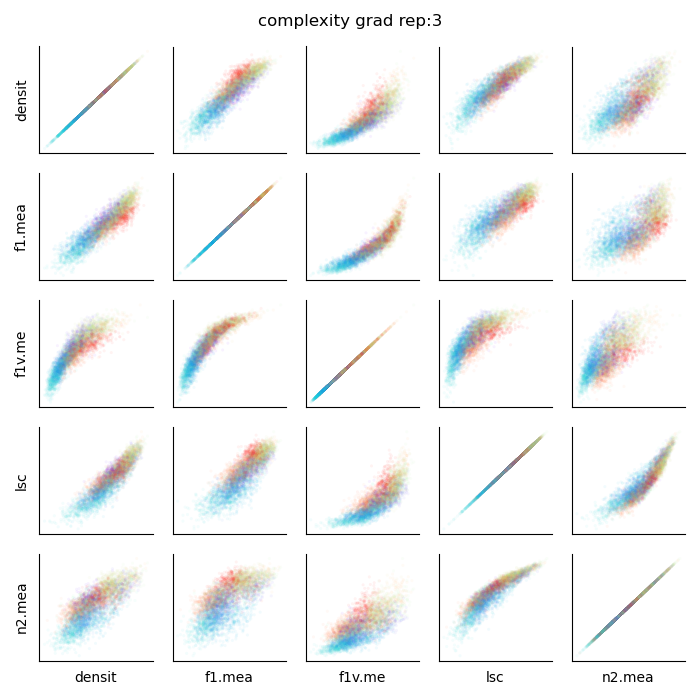 complexity grad rep:3
densit
f1.mea
f1v.me
lsc
n2.mea
densit
f1.mea
f1v.me
lsc
n2.mea